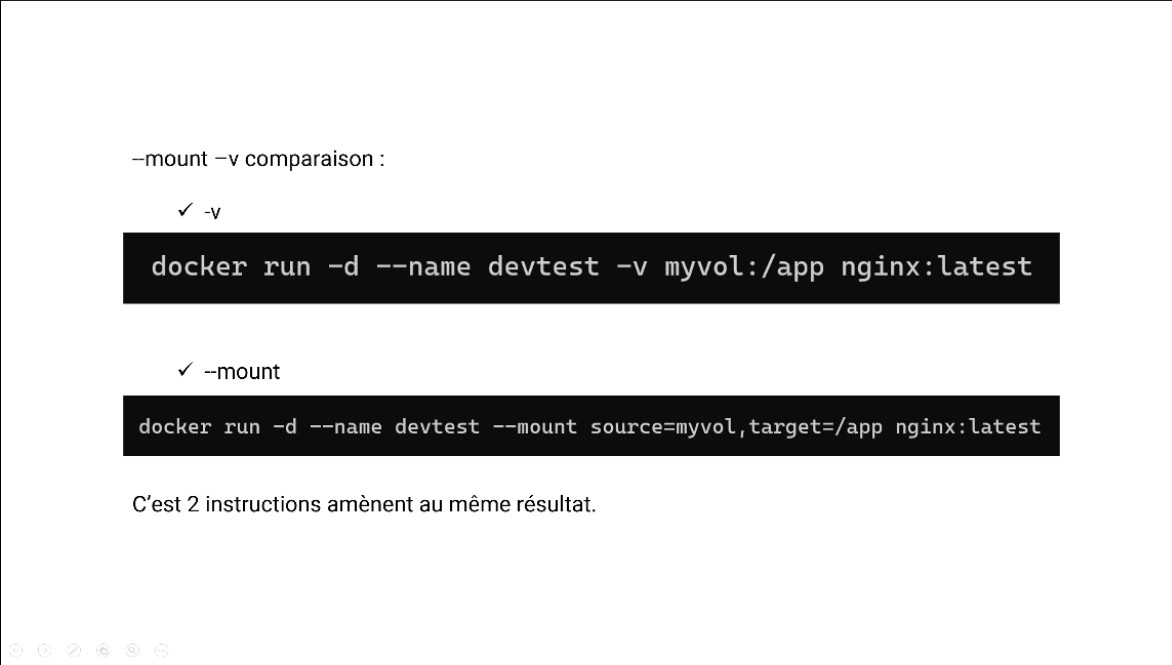 --mount –v comparaison :
✓ -v
docker run -d --name devtest -v myvol:/app nginx:latest
✓ --mount
docker run -d --name devtest --mount source=myvol,target=/app nginx:latest
C’est 2 instructions amènent au même résultat.